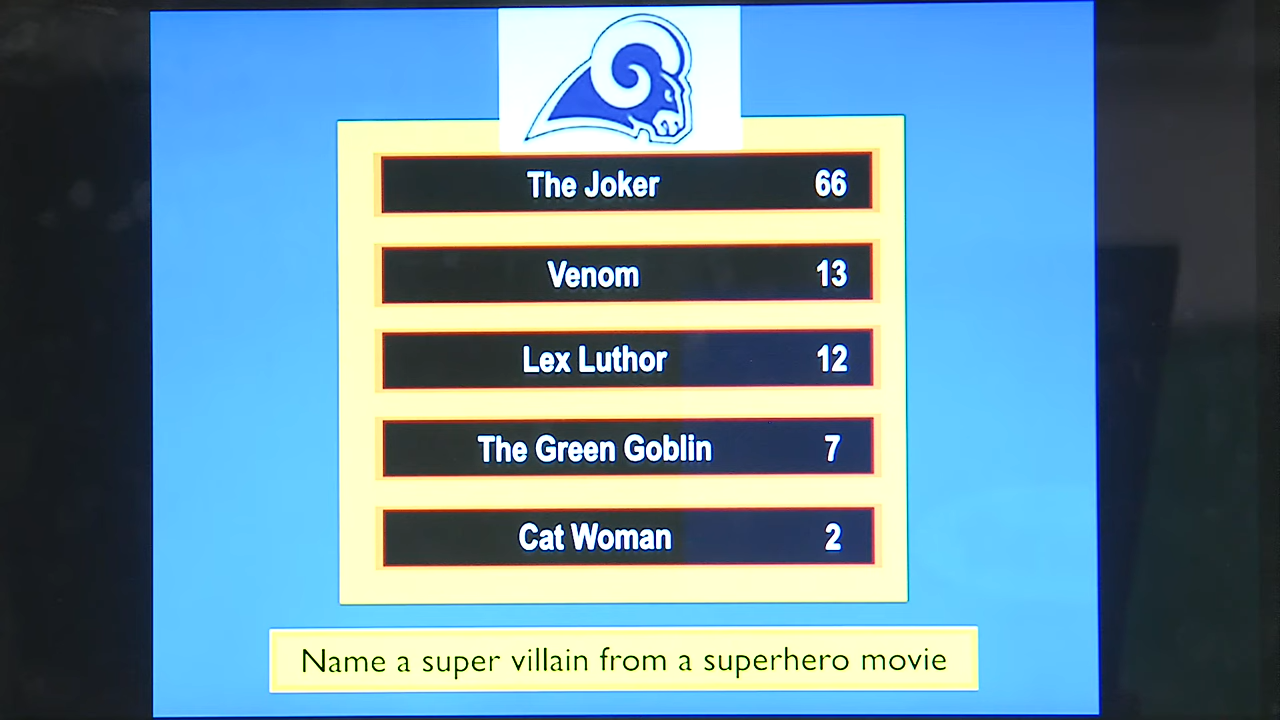 The Joker 66
Venom 13
Lex Luthor 12
The Green Goblin 7
Cat Woman 2
Name a super villain from a superhero movie